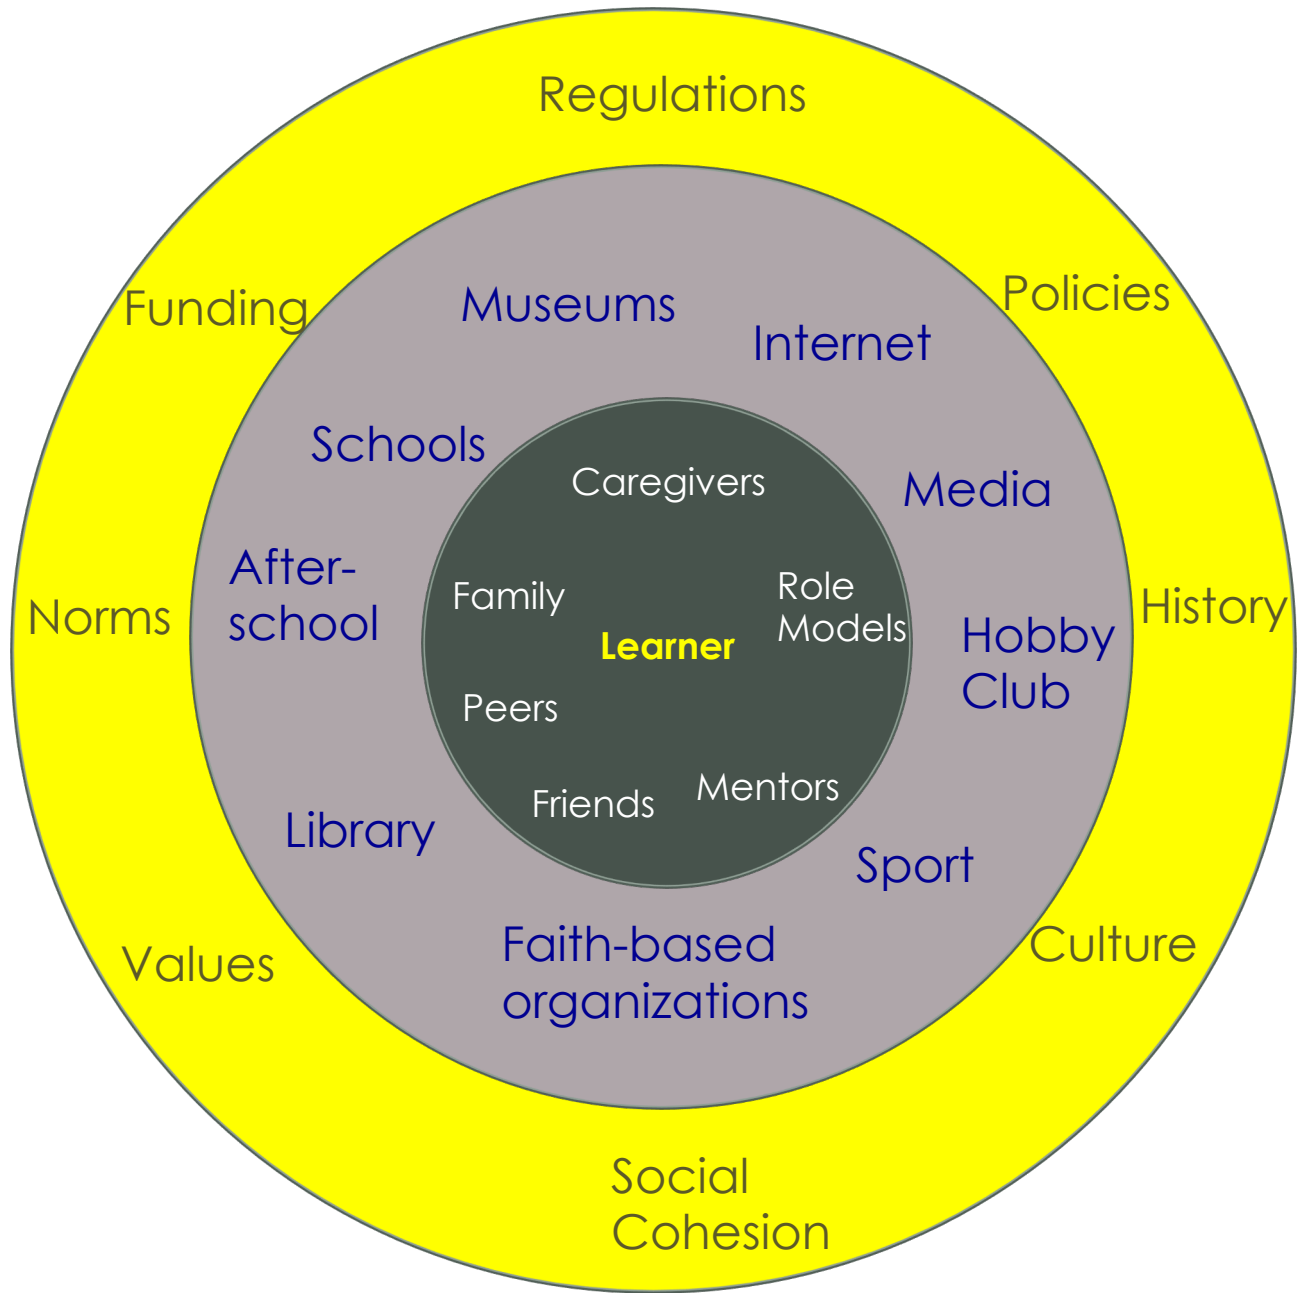 Regulations
Policies
Funding
Museums
Internet
Schools
Caregivers
Media
After-
school
Family
Role
Models
Norms
History
Learner
Hobby
Club
Peers
Mentors
Friends
Library
Sport
Faith-based
organizations
Values
Culture
Social
Cohesion